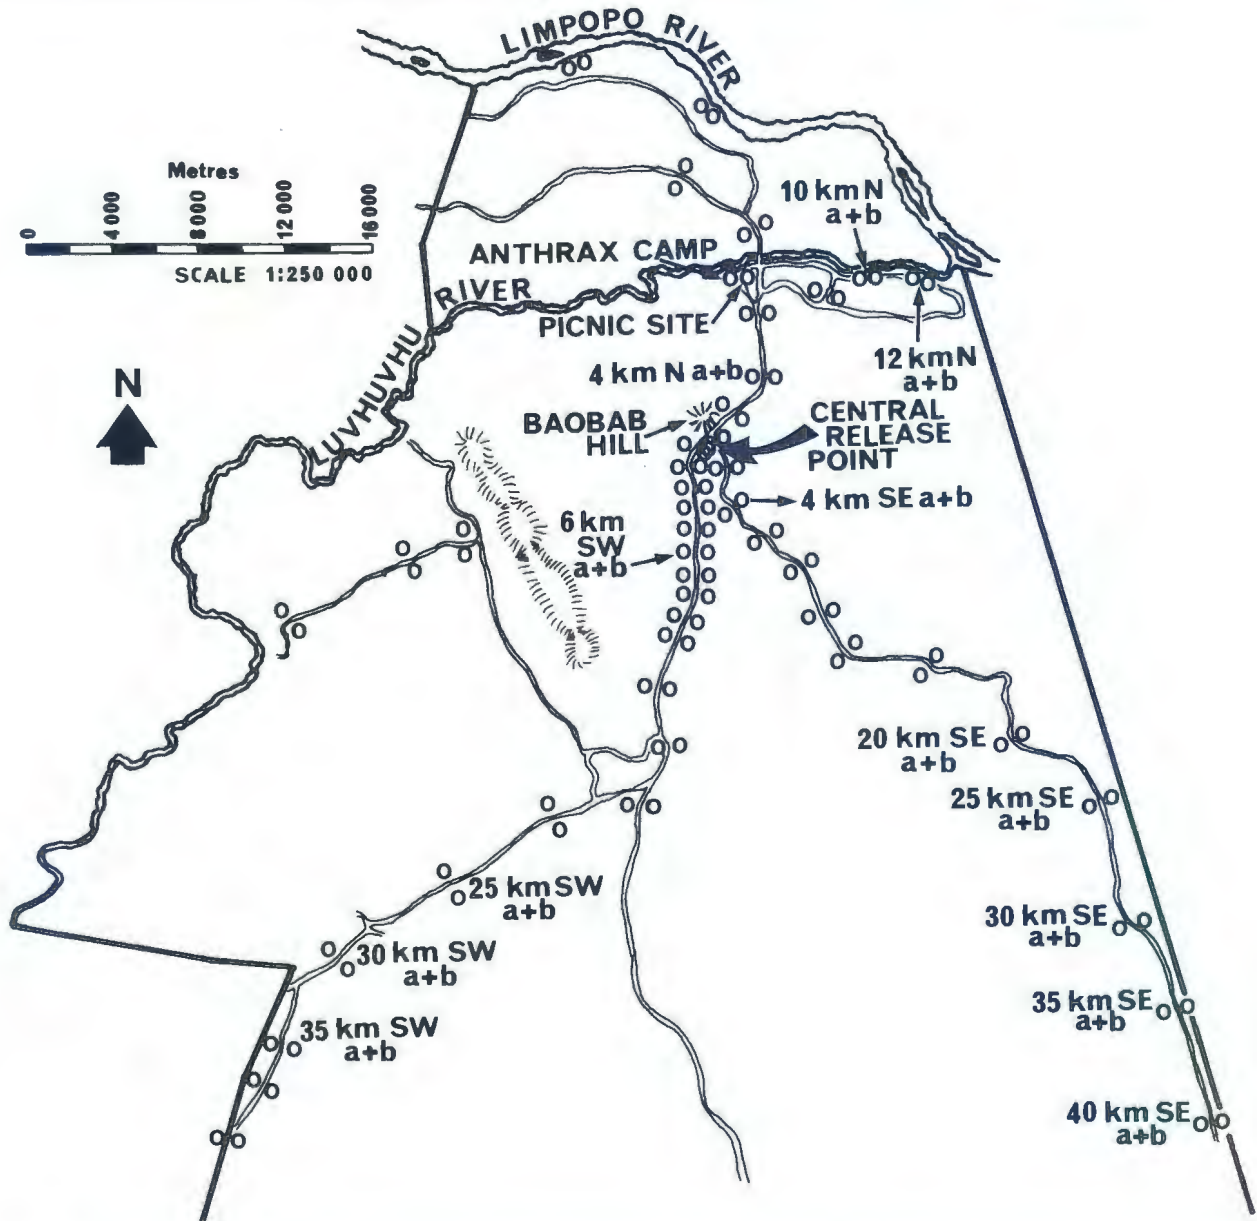 LIMPOPO RIVER
Metres
0 4000 8000 12000 16000
SCALE 1:250 000
10 km N
a+b
ANTHRAX CAMP
LUVHUVHU RIVER
PICNIC SITE
12 km N
a+b
N
4 km N a+b
BAOBAB
HILL
CENTRAL
RELEASE
POINT
4 km SE a+b
6 km
SW
a+b
20 km SE
a+b
25 km SE
a+b
25 km SW
a+b
30 km SE
a+b
30 km SW
a+b
35 km SE
a+b
35 km SW
a+b
40 km SE
a+b